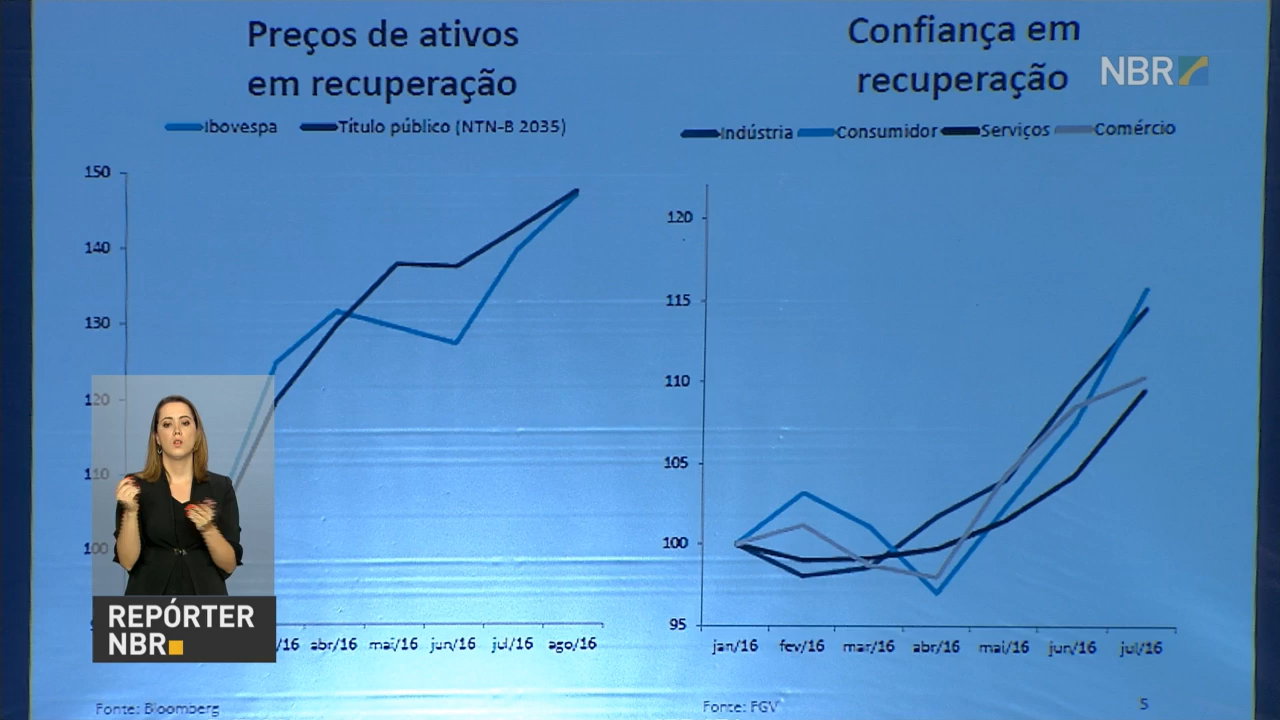 Preços de ativos
em recuperação
Ibovespa
Título público (NTN-B 2035)
150
140
130
120
110
100
/16
abr/16
mai/16
jun/16
jul/16
ago/16
Fonte: Bloomberg
Confiança em
recuperação
NBR
Indústria
Consumidor
Serviços
Comércio
120
115
110
105
100
95
jan/16
fev/16
mar/16
abr/16
mai/16
jun/16
jul/16
Fonte: FGV
5
REPÓRTER
NBR